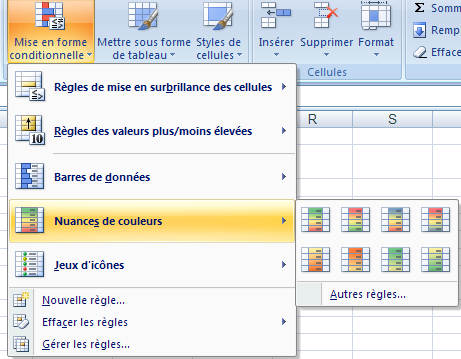 Mise en forme conditionnelle
Mettre sous forme de tableau
Styles de cellules
Insérer
Supprimer
Format
Σ Somm
Remp
Efface
Cellules
R
S
Règles de mise en surbrillance des cellules
Règles des valeurs plus/moins élevées
10
Barres de données
Nuances de couleurs
Jeux d'icônes
Nouvelle règle...
Effacer les règles
Gérer les règles...
Autres règles...